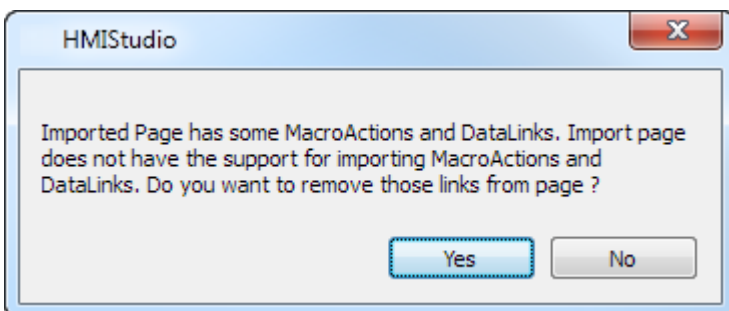 HMIStudio
Imported Page has some MacroActions and DataLinks. Import page
does not have the support for importing MacroActions and
DataLinks. Do you want to remove those links from page ?
Yes No